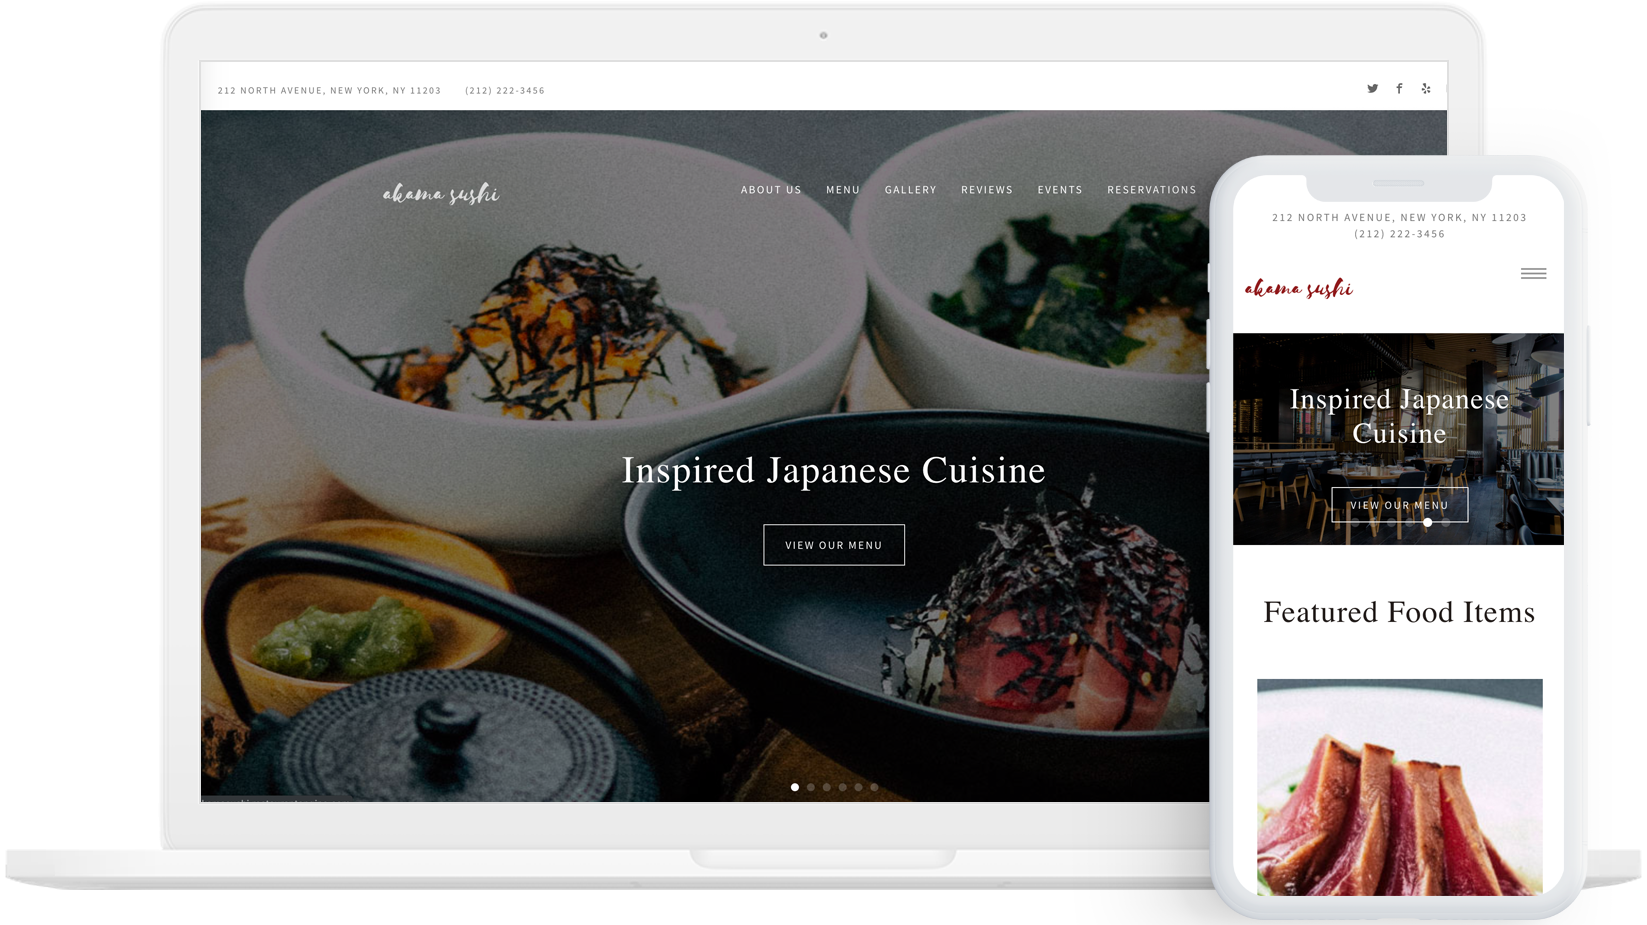 212 NORTH AVENUE, NEW YORK, NY 11203 (212) 222-3456
akama sushi
ABOUT US MENU GALLERY REVIEWS EVENTS RESERVATIONS
Inspired Japanese Cuisine
VIEW OUR MENU
212 NORTH AVENUE, NEW YORK, NY 11203
(212) 222-3456
akama sushi
Inspired Japanese
Cuisine
VIEW OUR MENU
Featured Food Items